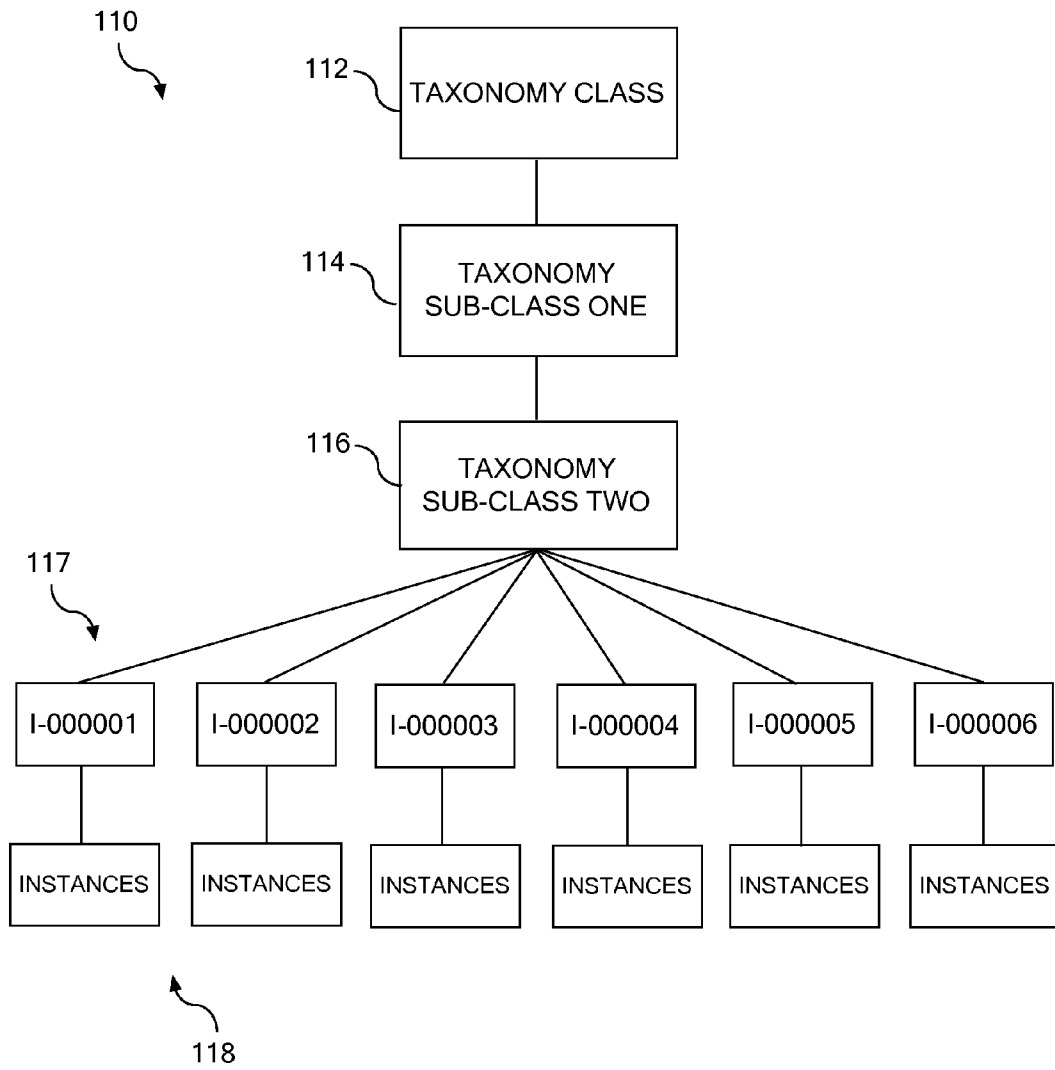 110
112
TAXONOMY CLASS
114
TAXONOMY
SUB-CLASS ONE
116
TAXONOMY
SUB-CLASS TWO
117
I-000001
I-000002
I-000003
I-000004
I-000005
I-000006
INSTANCES
INSTANCES
INSTANCES
INSTANCES
INSTANCES
INSTANCES
118